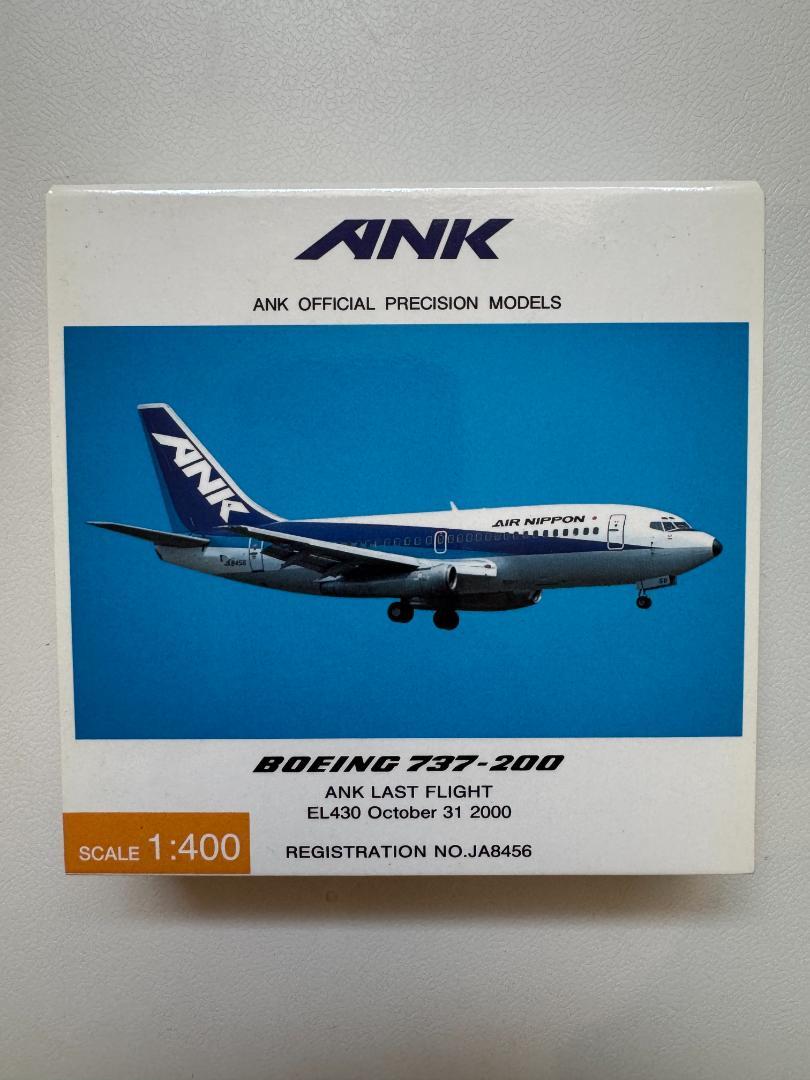 ANK
ANK OFFICIAL PRECISION MODELS
ANK
AIR NIPPON
JA8456
BOEING 737-200
ANK LAST FLIGHT
EL430 October 31 2000
SCALE 1:400
REGISTRATION NO.JA8456